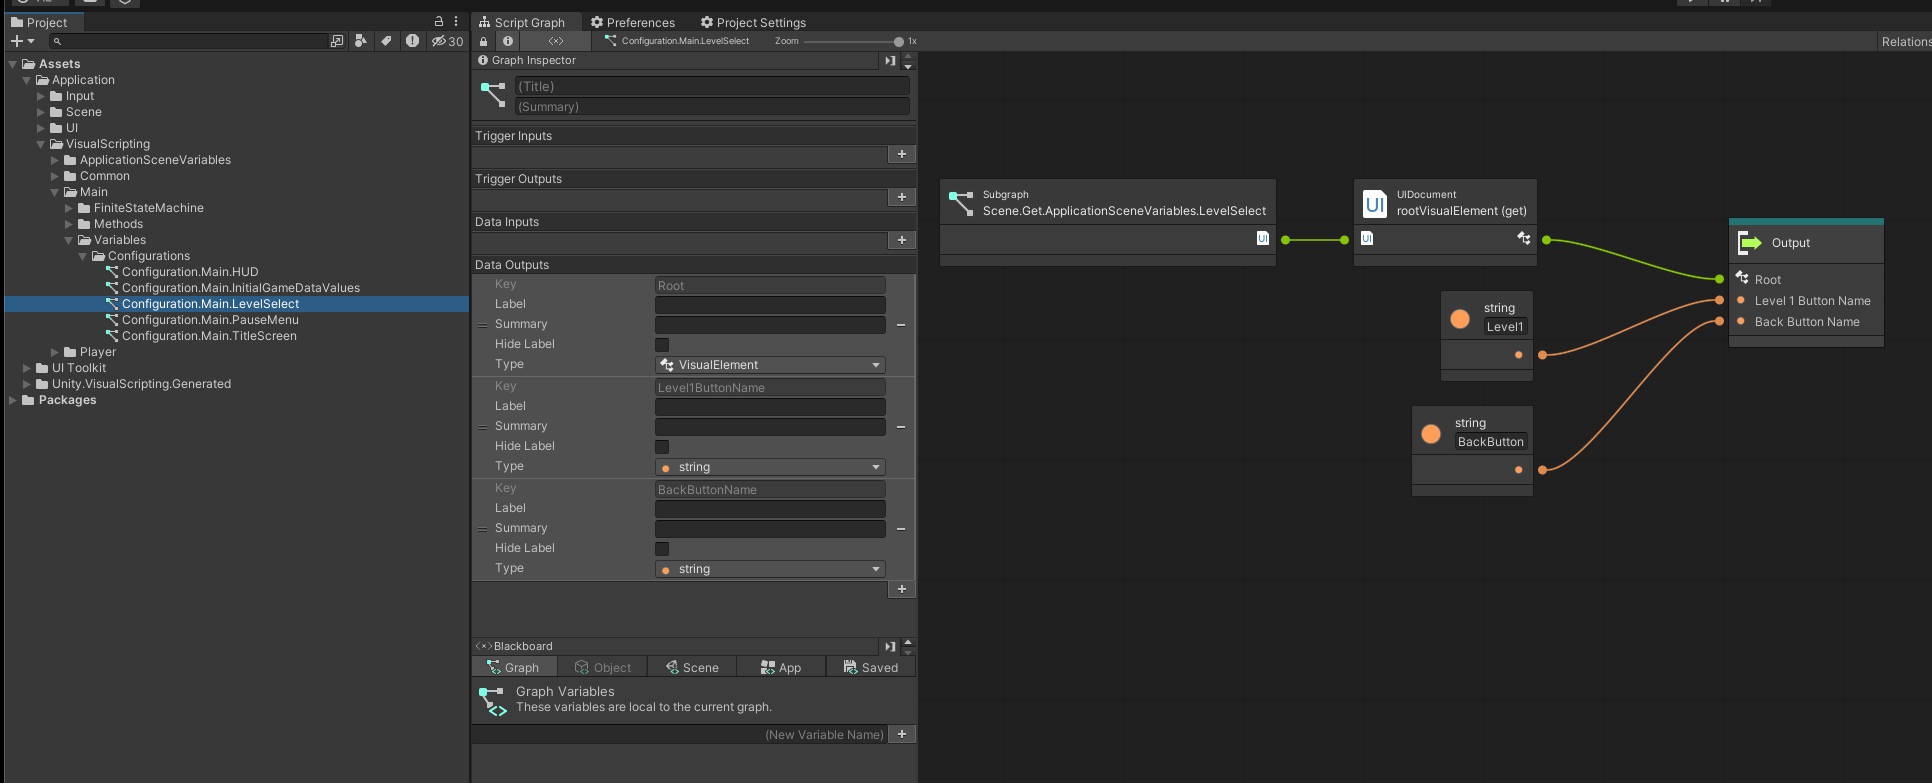 Project
30
Assets
Application
Input
Scene
UI
VisualScripting
ApplicationSceneVariables
Common
Main
FiniteStateMachine
Methods
Variables
Configurations
Configuration.Main.HUD
Configuration.Main.InitialGameDataValues
Configuration.Main.LevelSelect
Configuration.Main.PauseMenu
Configuration.Main.TitleScreen
Player
UI Toolkit
Unity.VisualScripting.Generated
Packages
Script Graph
Preferences
Project Settings
Configuration.Main.LevelSelect
Zoom
1x
Relations
Graph Inspector
(Title)
(Summary)
Trigger Inputs
Trigger Outputs
Data Inputs
Data Outputs
Key Root
Label
Summary
Hide Label
Type VisualElement
Key Level1ButtonName
Label
Summary
Hide Label
Type string
Key BackButtonName
Label
Summary
Hide Label
Type string
Blackboard
Graph
Object
Scene
App
Saved
Graph Variables
These variables are local to the current graph.
(New Variable Name)
Subgraph
Scene.Get.ApplicationSceneVariables.LevelSelect
UI
UI
UIDocument
rootVisualElement (get)
UI
string
Level1
string
BackButton
Output
Root
Level 1 Button Name
Back Button Name